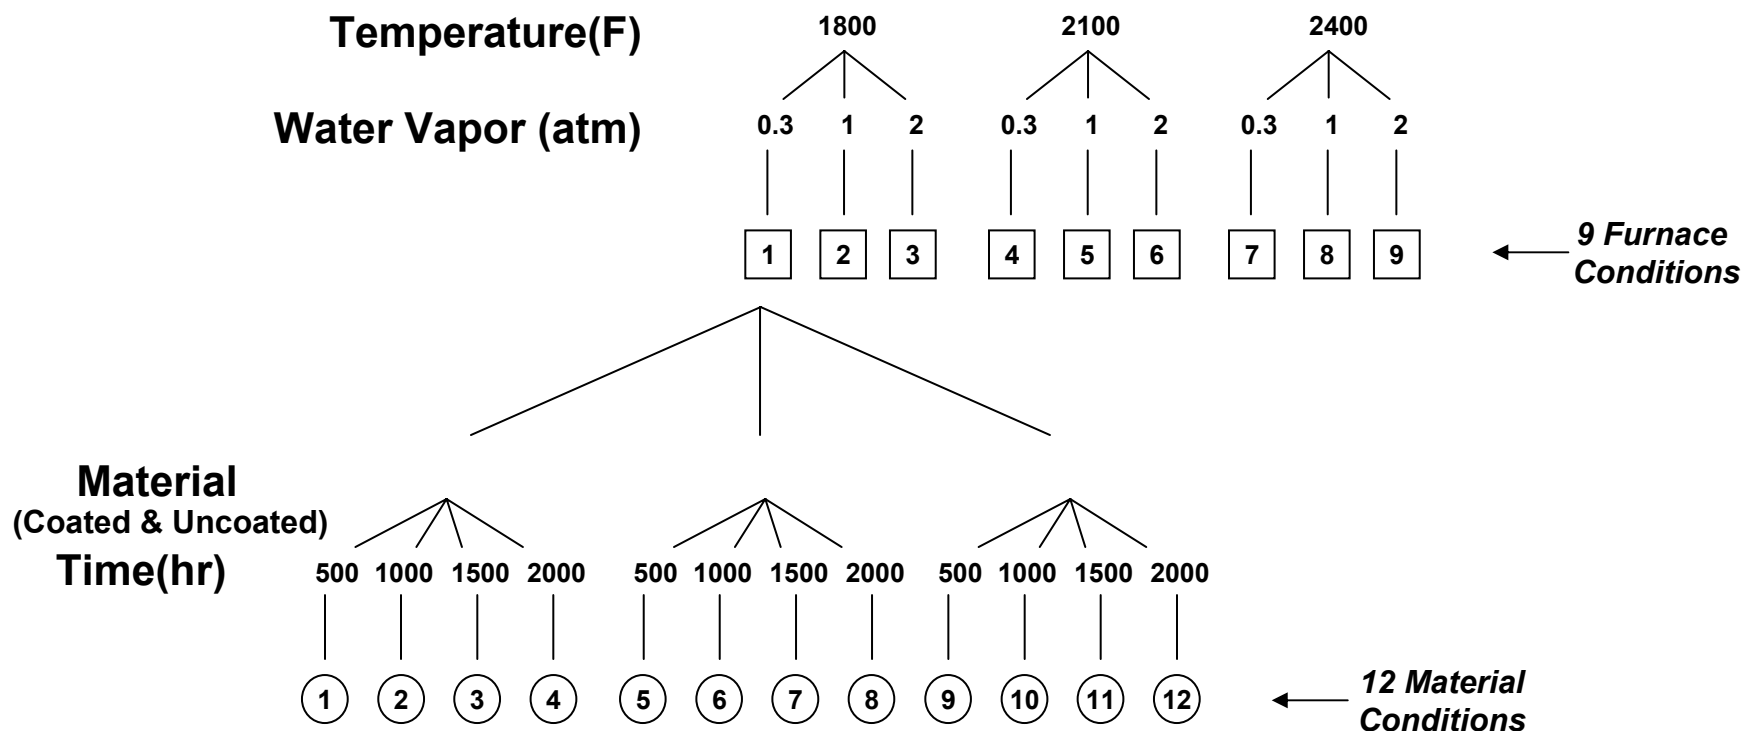 Temperature(F) 1800 2100 2400
Water Vapor (atm) 0.3 1 2 0.3 1 2 0.3 1 2
1 2 3 4 5 6 7 8 9
9 Furnace
Conditions
Material
(Coated & Uncoated)
Time(hr) 500 1000 1500 2000 500 1000 1500 2000 500 1000 1500 2000
1 2 3 4 5 6 7 8 9 10 11 12
12 Material
Conditions